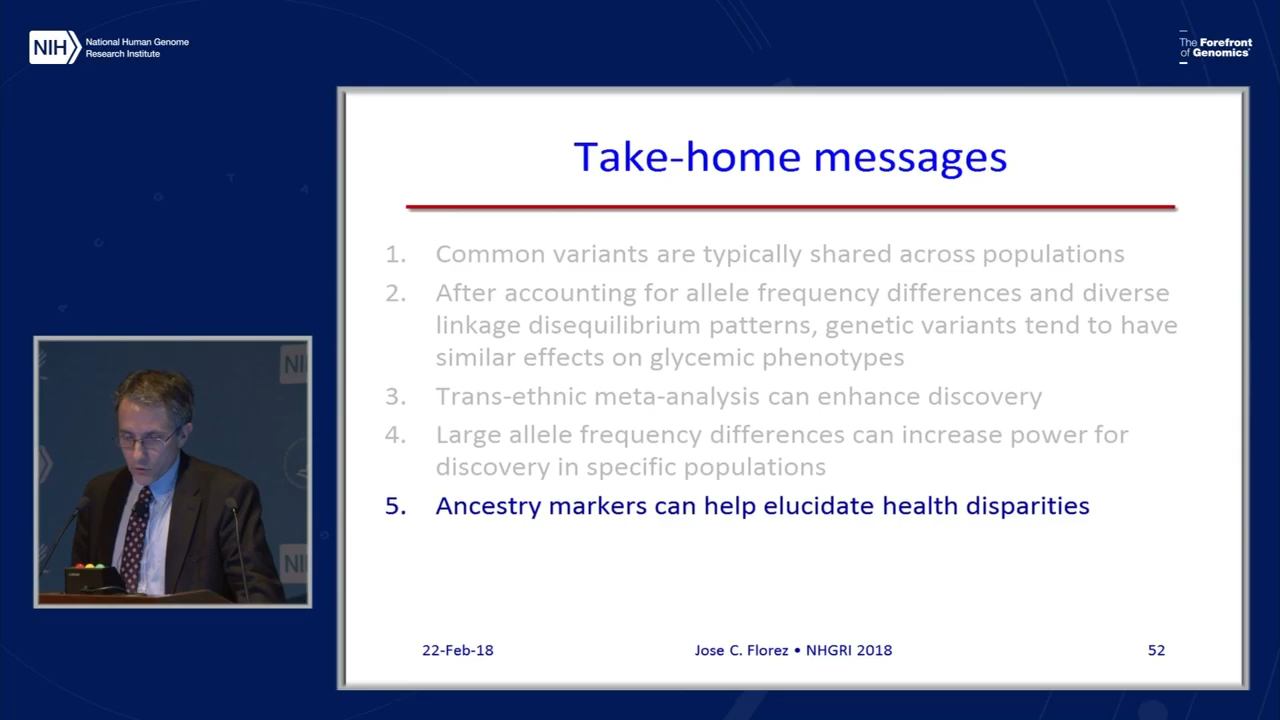 NIH
National Human Genome
Research Institute
The Forefront
of Genomics®
Take-home messages
1. Common variants are typically shared across populations
2. After accounting for allele frequency differences and diverse
linkage disequilibrium patterns, genetic variants tend to have
similar effects on glycemic phenotypes
3. Trans-ethnic meta-analysis can enhance discovery
4. Large allele frequency differences can increase power for
discovery in specific populations
5. Ancestry markers can help elucidate health disparities
NI
NI
22-Feb-18
Jose C. Florez • NHGRI 2018
52